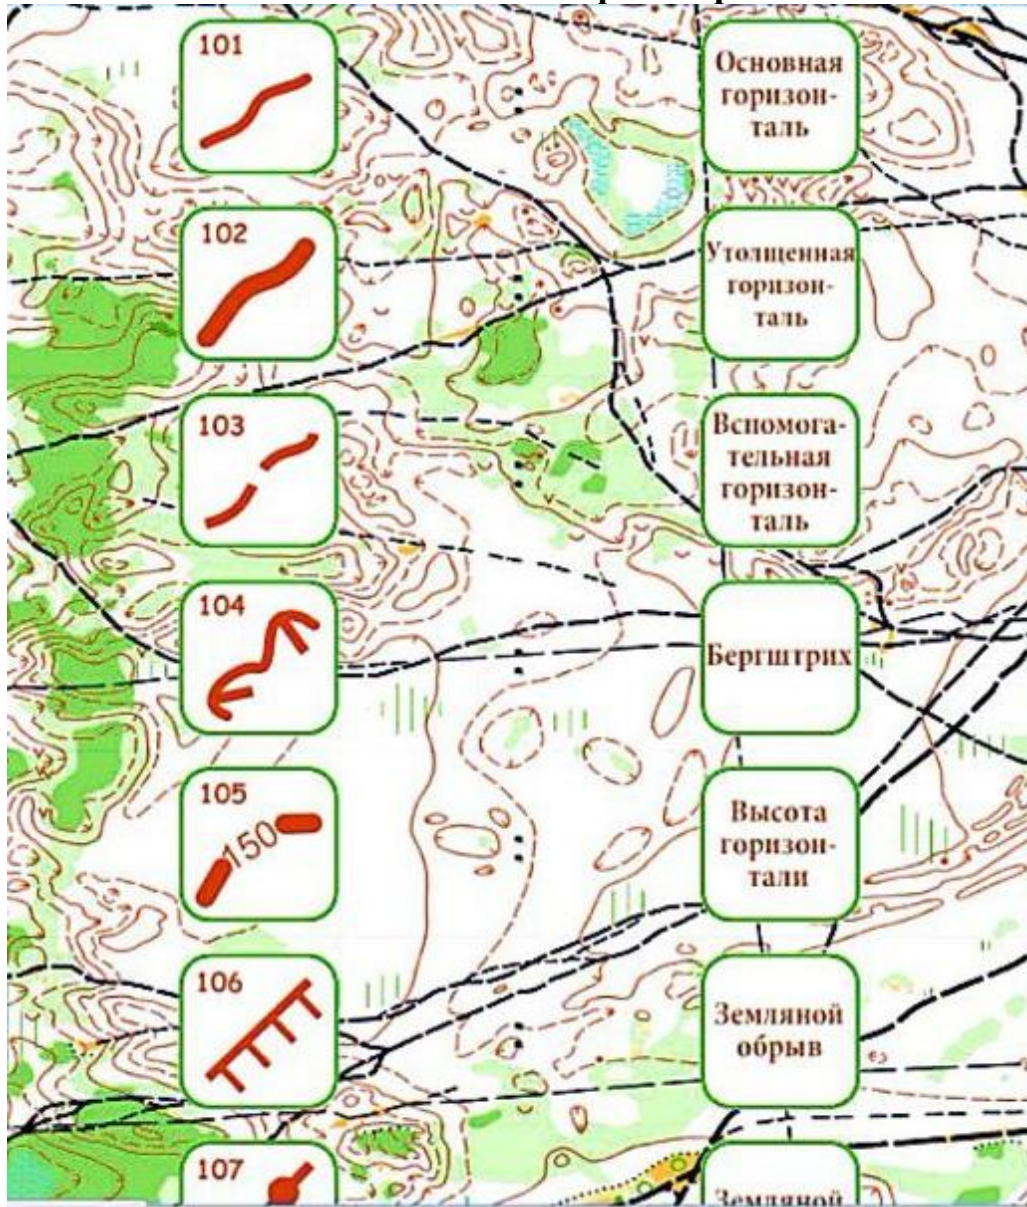 101
Основная
горизон-
таль
102
Утолщенная
горизон-
таль
103
Вспомога-
тельная
горизон-
таль
104
Бергштрих
105
150
Высота
горизон-
тали
106
Земляной
обрыв
107
Земляной